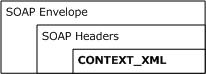 SOAP Envelope
SOAP Headers
CONTEXT_XML